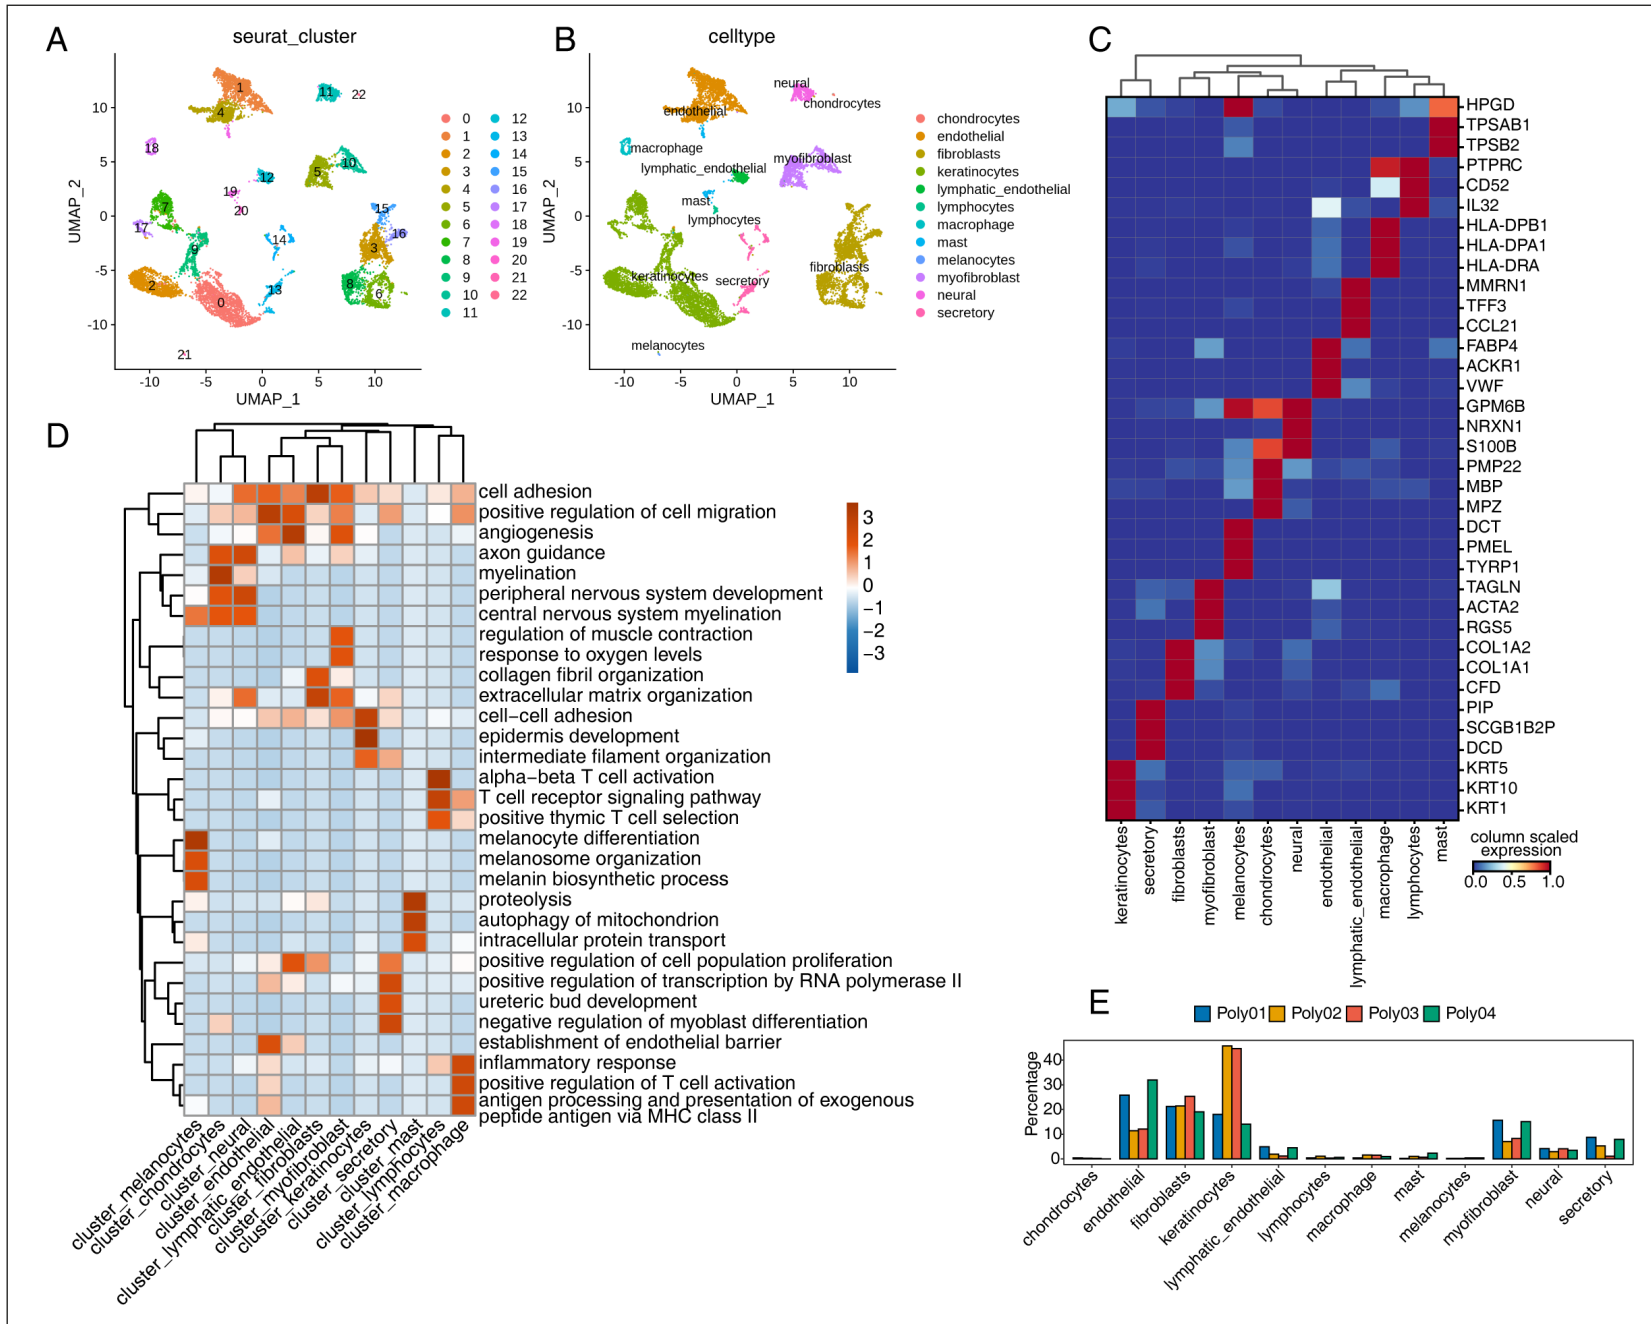 A
seurat_cluster
UMAP_2
10
5
0
-5
-10
-10
-5
0
5
10
UMAP_1
1
4
11
22
18
5
10
12
19
20
7
17
9
15
16
14
3
2
0
13
8
6
21
0
1
2
3
4
5
6
7
8
9
10
11
12
13
14
15
16
17
18
19
20
21
22
B
celltype
UMAP_2
10
5
0
-5
-10
-10
-5
0
5
10
UMAP_1
neural
chondrocytes
endothelial
macrophage
myofibroblast
lymphatic_endothelial
mast
lymphocytes
fibroblasts
keratinocytes
secretory
melanocytes
chondrocytes
endothelial
fibroblasts
keratinocytes
lymphatic_endothelial
lymphocytes
macrophage
mast
melanocytes
myofibroblast
neural
secretory
C
HPGD
TPSAB1
TPSB2
PTPRC
CD52
IL32
HLA-DPB1
HLA-DPA1
HLA-DRA
MMRN1
TFF3
CCL21
FABP4
ACKR1
VWF
GPM6B
NRXN1
S100B
PMP22
MBP
MPZ
DCT
PMEL
TYRP1
TAGLN
ACTA2
RGS5
COL1A2
COL1A1
CFD
PIP
SCGB1B2P
DCD
KRT5
KRT10
KRT1
keratinocytes
secretory
fibroblasts
myofibroblast
melanocytes
chondrocytes
neural
endothelial
lymphatic_endothelial
macrophage
lymphocytes
mast
column scaled
expression
0.0 0.5 1.0
D
cell adhesion
positive regulation of cell migration
angiogenesis
axon guidance
myelination
peripheral nervous system development
central nervous system myelination
regulation of muscle contraction
response to oxygen levels
collagen fibril organization
extracellular matrix organization
cell−cell adhesion
epidermis development
intermediate filament organization
alpha−beta T cell activation
T cell receptor signaling pathway
positive thymic T cell selection
melanocyte differentiation
melanosome organization
melanin biosynthetic process
proteolysis
autophagy of mitochondrion
intracellular protein transport
positive regulation of cell population proliferation
positive regulation of transcription by RNA polymerase II
ureteric bud development
negative regulation of myoblast differentiation
establishment of endothelial barrier
inflammatory response
positive regulation of T cell activation
antigen processing and presentation of exogenous
peptide antigen via MHC class II
3
2
1
0
−1
−2
−3
cluster_melanocytes
cluster_chondrocytes
cluster_neural
cluster_endothelial
cluster_lymphatic_endothelial
cluster_fibroblasts
cluster_myofibroblast
cluster_keratinocytes
cluster_secretory
cluster_mast
cluster_lymphocytes
cluster_macrophage
E
Poly01 Poly02 Poly03 Poly04
Percentage
40
30
20
10
0
chondrocytes
endothelial
fibroblasts
keratinocytes
lymphatic_endothelial
lymphocytes
macrophage
mast
melanocytes
myofibroblast
neural
secretory